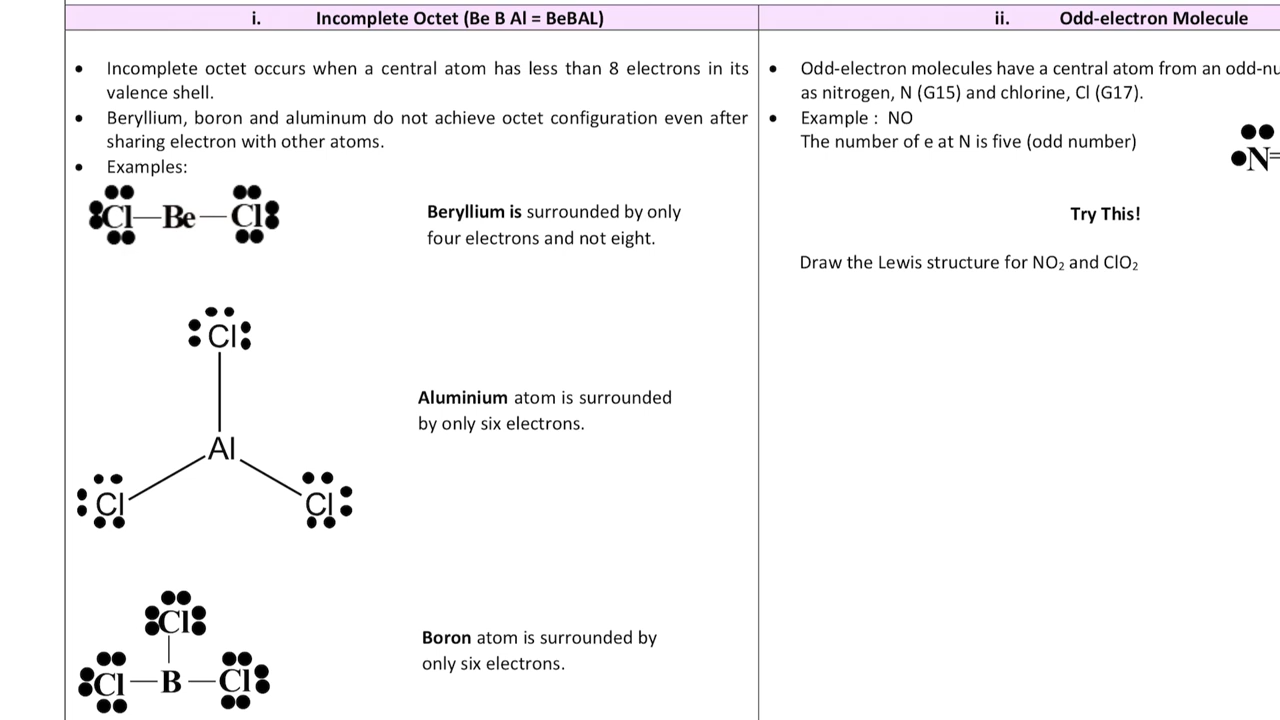 i. Incomplete Octet (Be B Al = BeBAL)
• Incomplete octet occurs when a central atom has less than 8 electrons in its
valence shell.
• Beryllium, boron and aluminum do not achieve octet configuration even after
sharing electron with other atoms.
• Examples:
Cl—Be—Cl
Beryllium is surrounded by only
four electrons and not eight.
Cl
Al
Cl Cl
Aluminium atom is surrounded
by only six electrons.
Cl
Cl—B—Cl
Boron atom is surrounded by
only six electrons.
ii. Odd-electron Molecule
• Odd-electron molecules have a central atom from an
as nitrogen, N (G15) and chlorine, Cl (G17).
• Example : NO
The number of e at N is five (odd number)
N=
Try This!
Draw the Lewis structure for NO₂ and ClO₂